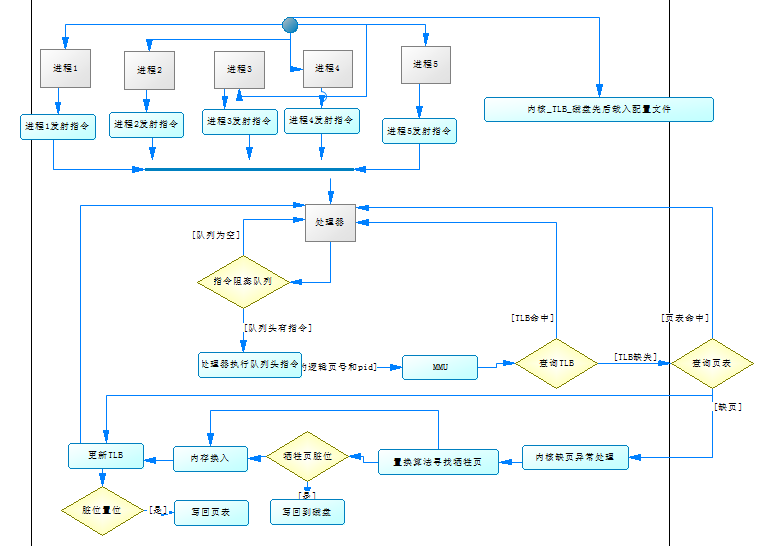 进程1
进程2
进程3
进程4
进程5
内核_TLB_磁盘先后载入配置文件
进程1发射指令
进程2发射指令
进程3发射指令
进程4发射指令
进程5发射指令
处理器
[队列为空]
指令阻塞队列
[TLB命中]
[页表命中]
[队列头有指令]
处理器执行队列头指令
逻辑页号和pid]
MMU
查询TLB
[TLB缺失]
查询页表
[缺页]
更新TLB
内存换入
牺牲页脏位
置换算法寻找牺牲页
内核缺页异常处理
[是]
脏位置位
[是]
写回页表
写回到磁盘